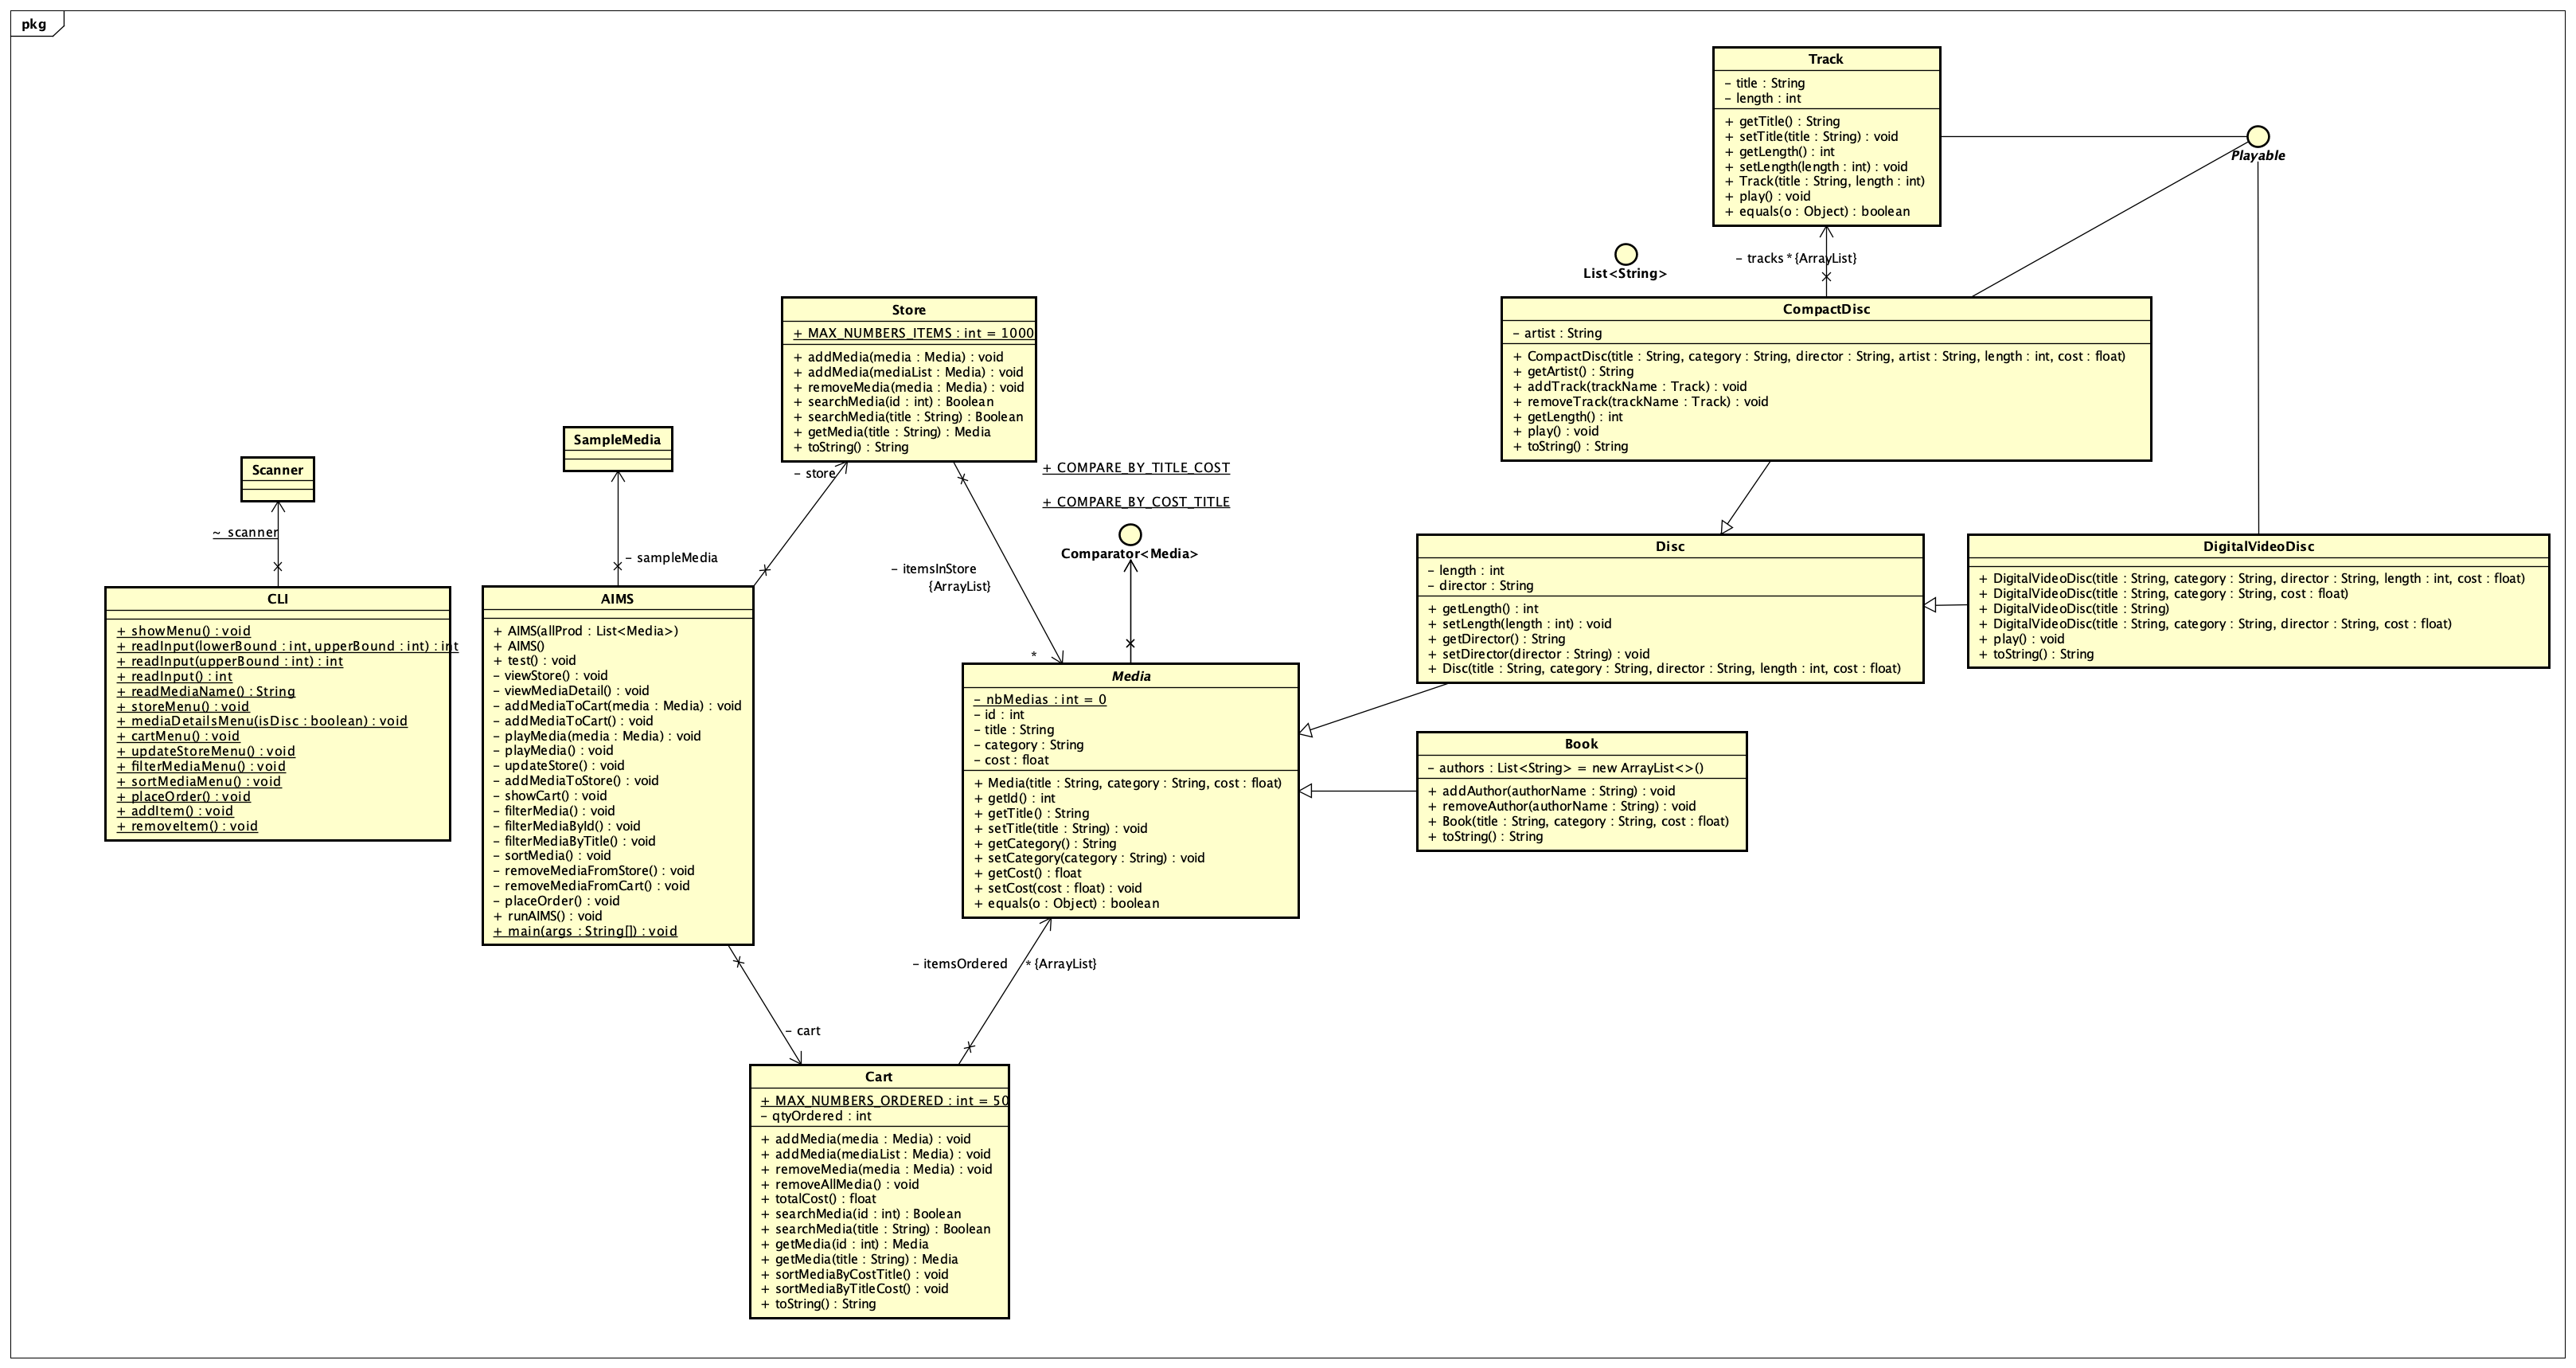 pkg
Track
- title : String
- length : int
+ getTitle() : String
+ setTitle(title : String) : void
+ getLength() : int
+ setLength(length : int) : void
+ Track(title : String, length : int)
+ play() : void
+ equals(o : Object) : boolean
Playable
- tracks * {ArrayList}
List<String>
CompactDisc
- artist : String
+ CompactDisc(title : String, category : String, director : String, artist : String, length : int, cost : float)
+ getArtist() : String
+ addTrack(trackName : Track) : void
+ removeTrack(trackName : Track) : void
+ getLength() : int
+ play() : void
+ toString() : String
Store
+ MAX_NUMBERS_ITEMS : int = 1000
+ addMedia(media : Media) : void
+ addMedia(mediaList : Media) : void
+ removeMedia(media : Media) : void
+ searchMedia(id : int) : Boolean
+ searchMedia(title : String) : Boolean
+ getMedia(title : String) : Media
+ toString() : String
SampleMedia
Scanner
- store
+ COMPARE_BY_TITLE_COST
+ COMPARE_BY_COST_TITLE
Comparator<Media>
~ scanner
- sampleMedia
- itemsInStore
{ArrayList}
*
CLI
+ showMenu() : void
+ readInput(lowerBound : int, upperBound : int) : int
+ readInput(upperBound : int) : int
+ readInput() : int
+ readMediaName() : String
+ storeMenu() : void
+ mediaDetailsMenu(isDisc : boolean) : void
+ cartMenu() : void
+ updateStoreMenu() : void
+ filterMediaMenu() : void
+ sortMediaMenu() : void
+ placeOrder() : void
+ addItem() : void
+ removeItem() : void
AIMS
+ AIMS(allProd : List<Media>)
+ AIMS()
+ test() : void
- viewStore() : void
- viewMediaDetail() : void
- addMediaToCart(media : Media) : void
- addMediaToCart() : void
- playMedia(media : Media) : void
- playMedia() : void
- updateStore() : void
- addMediaToStore() : void
- showCart() : void
- filterMedia() : void
- filterMediaById() : void
- filterMediaByTitle() : void
- sortMedia() : void
- removeMediaFromStore() : void
- removeMediaFromCart() : void
- placeOrder() : void
+ runAIMS() : void
+ main(args : String[]) : void
Disc
- length : int
- director : String
+ getLength() : int
+ setLength(length : int) : void
+ getDirector() : String
+ setDirector(director : String) : void
+ Disc(title : String, category : String, director : String, length : int, cost : float)
DigitalVideoDisc
+ DigitalVideoDisc(title : String, category : String, director : String, length : int, cost : float)
+ DigitalVideoDisc(title : String, category : String, cost : float)
+ DigitalVideoDisc(title : String)
+ DigitalVideoDisc(title : String, category : String, director : String, cost : float)
+ play() : void
+ toString() : String
Media
- nbMedias : int = 0
- id : int
- title : String
- category : String
- cost : float
+ Media(title : String, category : String, cost : float)
+ getId() : int
+ getTitle() : String
+ setTitle(title : String) : void
+ getCategory() : String
+ setCategory(category : String) : void
+ getCost() : float
+ setCost(cost : float) : void
+ equals(o : Object) : boolean
Book
- authors : List<String> = new ArrayList<>()
+ addAuthor(authorName : String) : void
+ removeAuthor(authorName : String) : void
+ Book(title : String, category : String, cost : float)
+ toString() : String
- itemsOrdered * {ArrayList}
- cart
Cart
+ MAX_NUMBERS_ORDERED : int = 50
- qtyOrdered : int
+ addMedia(media : Media) : void
+ addMedia(mediaList : Media) : void
+ removeMedia(media : Media) : void
+ removeAllMedia() : void
+ totalCost() : float
+ searchMedia(id : int) : Boolean
+ searchMedia(title : String) : Boolean
+ getMedia(id : int) : Media
+ getMedia(title : String) : Media
+ sortMediaByCostTitle() : void
+ sortMediaByTitleCost() : void
+ toString() : String